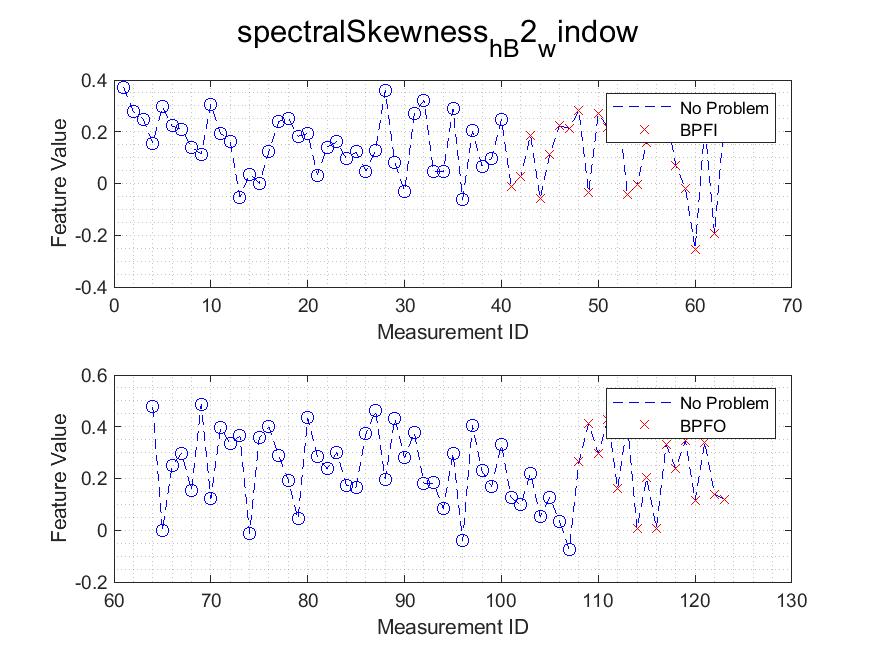 spectralSkewness_hB2_window
0.4
0.2
0
-0.2
-0.4
Feature Value
No Problem
BPFI
0 10 20 30 40 50 60 70
Measurement ID
0.6
0.4
0.2
0
-0.2
Feature Value
No Problem
BPFO
60 70 80 90 100 110 120 130
Measurement ID